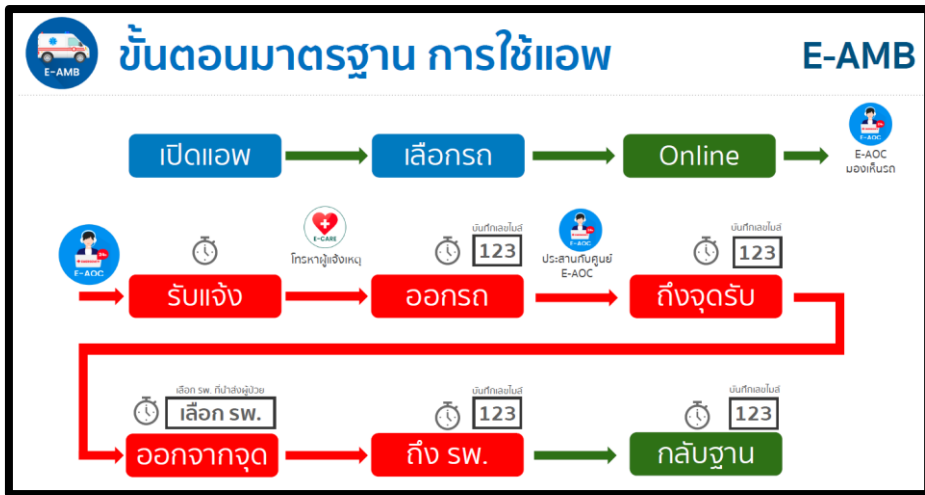 E-AMB
ขั้นตอนมาตรฐาน การใช้แอพ
E-AMB
เปิดแอพ
เลือกรถ
Online
E-AOC
E-AOC
มองเห็นรถ
E-AOC
รับแจ้ง
E-CARE
โทรหาผู้แจ้งเหตุ
บันทึกเลขไมล์
123
ออกรถ
E-AOC
ประสานกับศูนย์
E-AOC
บันทึกเลขไมล์
123
ถึงจุดรับ
เลือก รพ. ที่นำส่งผู้ป่วย
เลือก รพ.
ออกจากจุด
บันทึกเลขไมล์
123
ถึง รพ.
บันทึกเลขไมล์
123
กลับฐาน